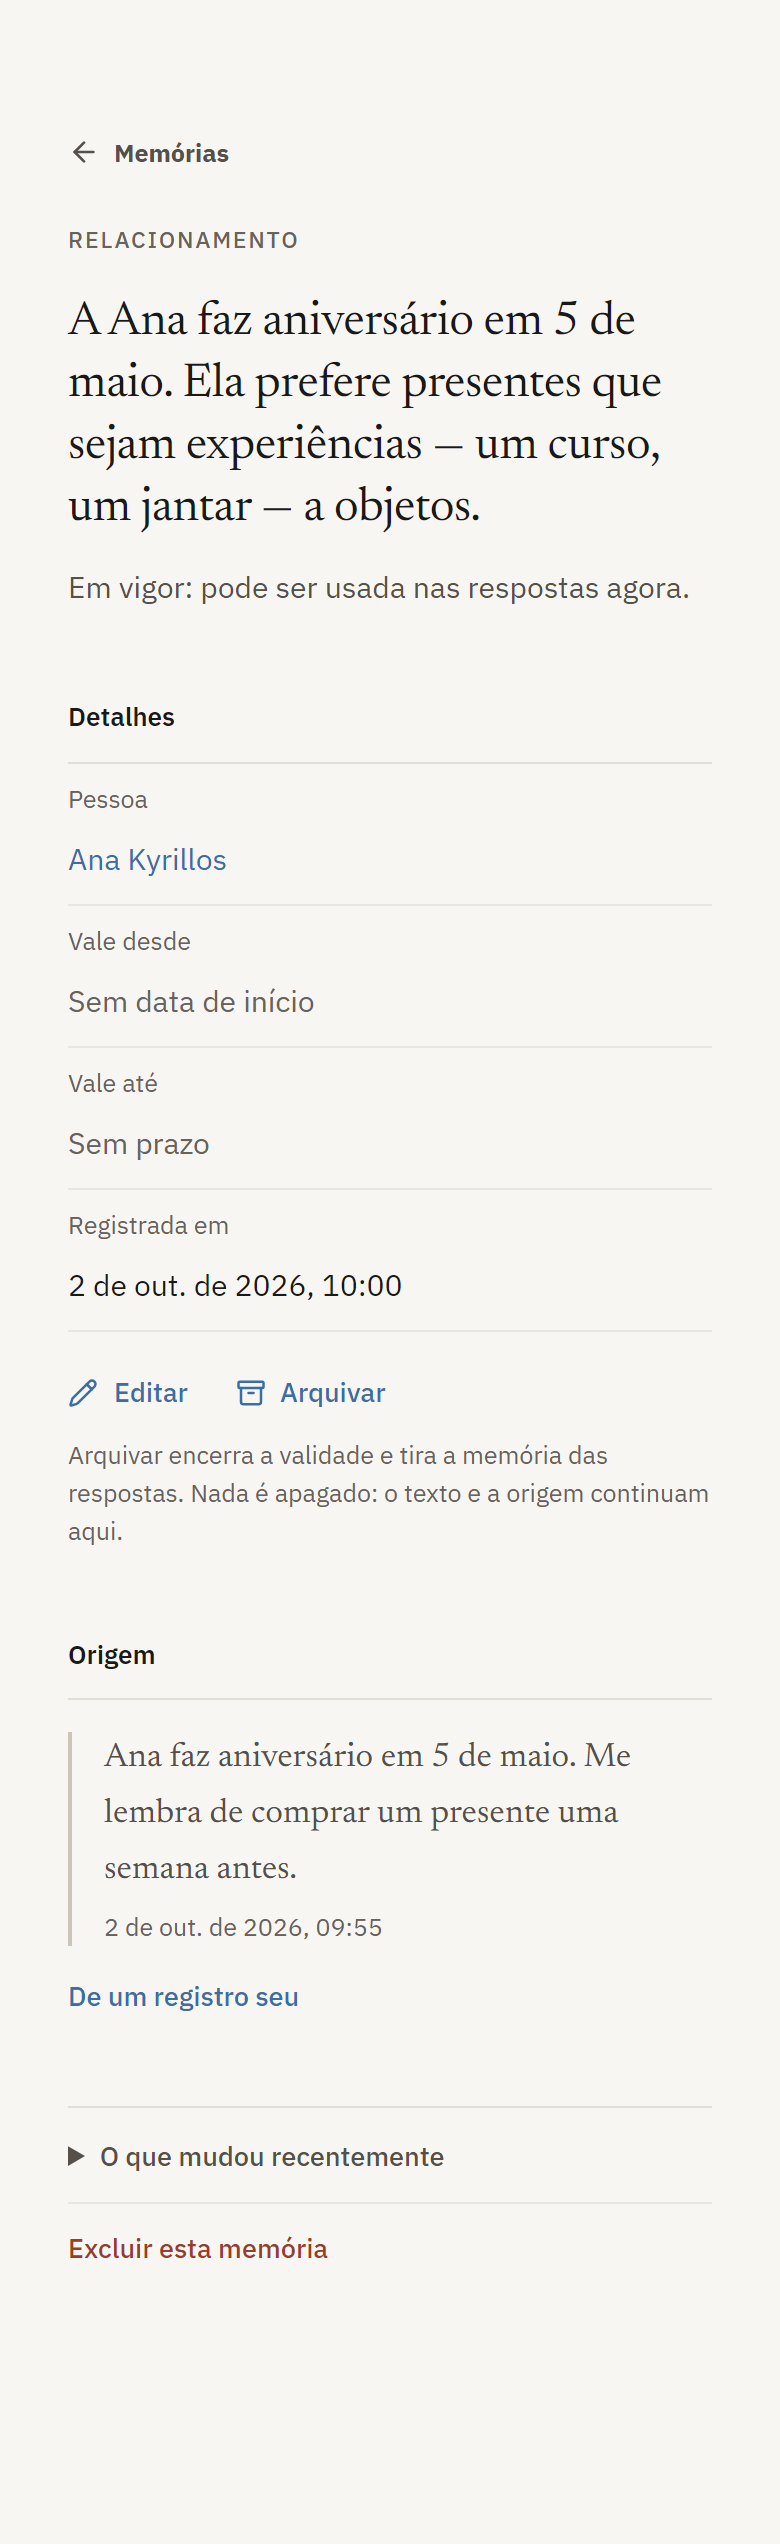 Memórias
RELACIONAMENTO
A Ana faz aniversário em 5 de
maio. Ela prefere presentes que
sejam experiências — um curso,
um jantar — a objetos.
Em vigor: pode ser usada nas respostas agora.
Detalhes
Pessoa
Ana Kyrillos
Vale desde
Sem data de início
Vale até
Sem prazo
Registrada em
2 de out. de 2026, 10:00
Editar Arquivar
Arquivar encerra a validade e tira a memória das
respostas. Nada é apagado: o texto e a origem continuam
aqui.
Origem
Ana faz aniversário em 5 de maio. Me
lembra de comprar um presente uma
semana antes.
2 de out. de 2026, 09:55
De um registro seu
O que mudou recentemente
Excluir esta memória